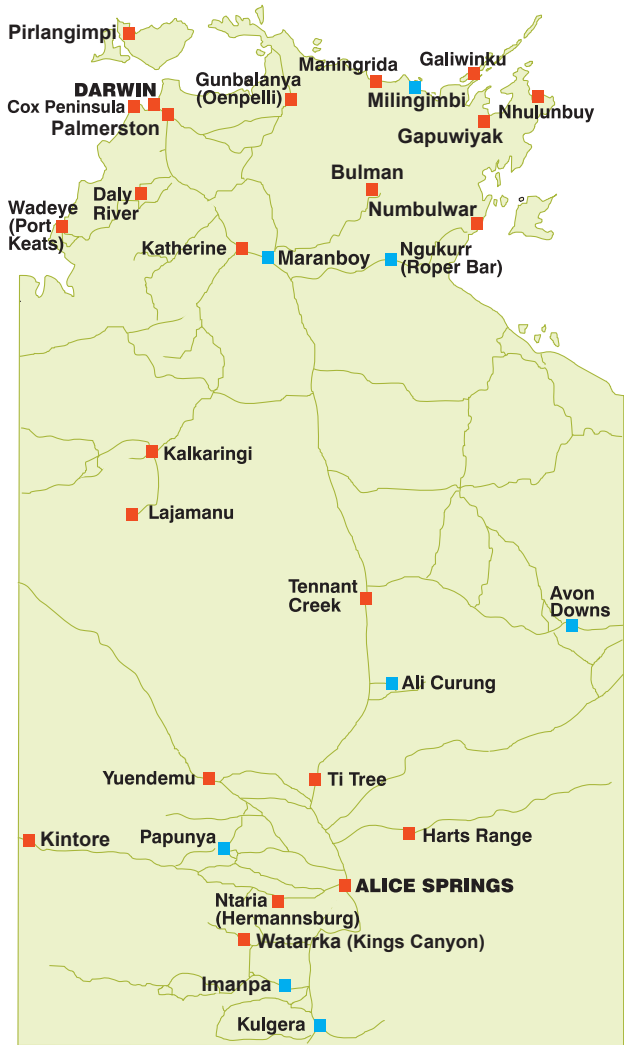 Pirlangimpi
DARWIN
Cox Peninsula
Palmerston
Gunbalanya
(Oenpelli)
Maningrida
Galiwinku
Milingimbi
Nhulunbuy
Gapuwiyak
Bulman
Daly
River
Wadeye
(Port
Keats)
Numbulwar
Katherine
Maranboy
Ngukurr
(Roper Bar)
Kalkaringi
Lajamanu
Tennant
Creek
Avon
Downs
Ali Curung
Yuendemu
Ti Tree
Kintore
Papunya
Harts Range
ALICE SPRINGS
Ntaria
(Hermannsburg)
Watarrka (Kings Canyon)
Imanpa
Kulgera